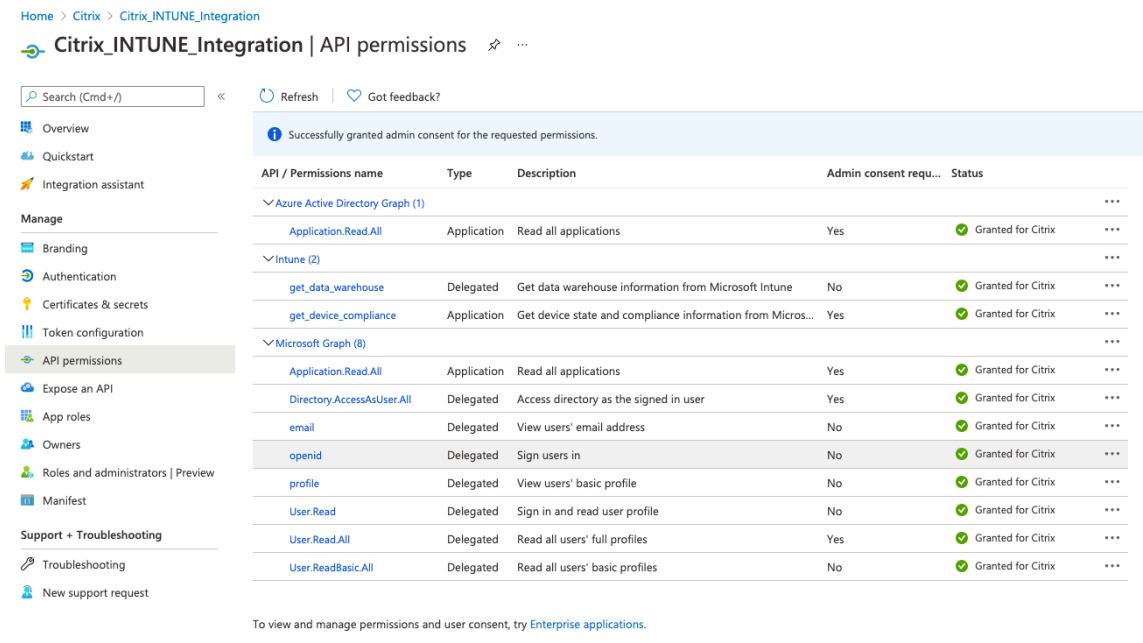 Home > Citrix > Citrix_INTUNE_Integration
Citrix_INTUNE_Integration | API permissions
Search (Cmd+/)
Overview
Quickstart
Integration assistant
Manage
Branding
Authentication
Certificates & secrets
Token configuration
API permissions
Expose an API
App roles
Owners
Roles and administrators | Preview
Manifest
Support + Troubleshooting
Troubleshooting
New support request
Refresh Got feedback?
Successfully granted admin consent for the requested permissions.
API / Permissions name Type Description Admin consent requ... Status
Azure Active Directory Graph (1)
Application.Read.All Application Read all applications Yes Granted for Citrix
Intune (2)
get_data_warehouse Delegated Get data warehouse information from Microsoft Intune No Granted for Citrix
get_device_compliance Application Get device state and compliance information from Micros... Yes Granted for Citrix
Microsoft Graph (8)
Application.Read.All Application Read all applications Yes Granted for Citrix
Directory.AccessAsUser.All Delegated Access directory as the signed in user Yes Granted for Citrix
email Delegated View users' email address No Granted for Citrix
openid Delegated Sign users in No Granted for Citrix
profile Delegated View users' basic profile No Granted for Citrix
User.Read Delegated Sign in and read user profile No Granted for Citrix
User.Read.All Delegated Read all users' full profiles Yes Granted for Citrix
User.ReadBasic.All Delegated Read all users' basic profiles No Granted for Citrix
To view and manage permissions and user consent, try Enterprise applications.